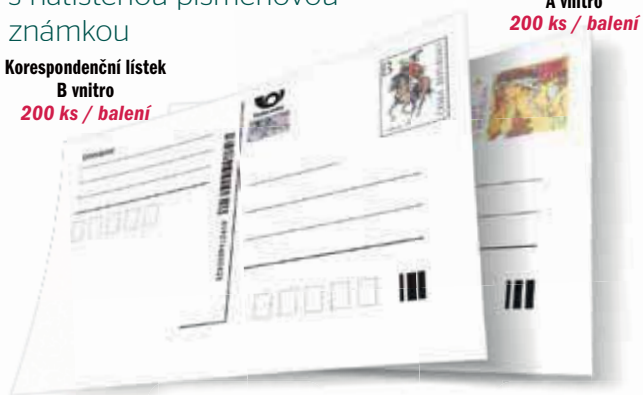 s natištěnou písmenovou
známkou
Korespondenční lístek
B vnitro
200 ks / balení
A vnitro
200 ks / balení